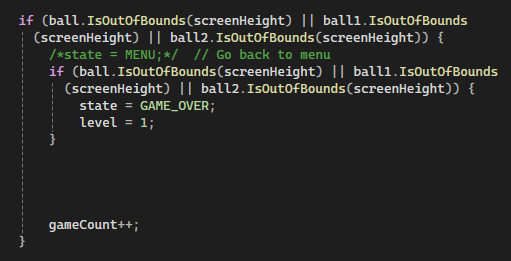 if (ball.IsOutOfBounds(screenHeight) || ball1.IsOutOfBounds
(screenHeight) || ball2.IsOutOfBounds(screenHeight)) {
/*state = MENU;*/  // Go back to menu
if (ball.IsOutOfBounds(screenHeight) || ball1.IsOutOfBounds
(screenHeight) || ball2.IsOutOfBounds(screenHeight)) {
state = GAME_OVER;
level = 1;
}
gameCount++;
}